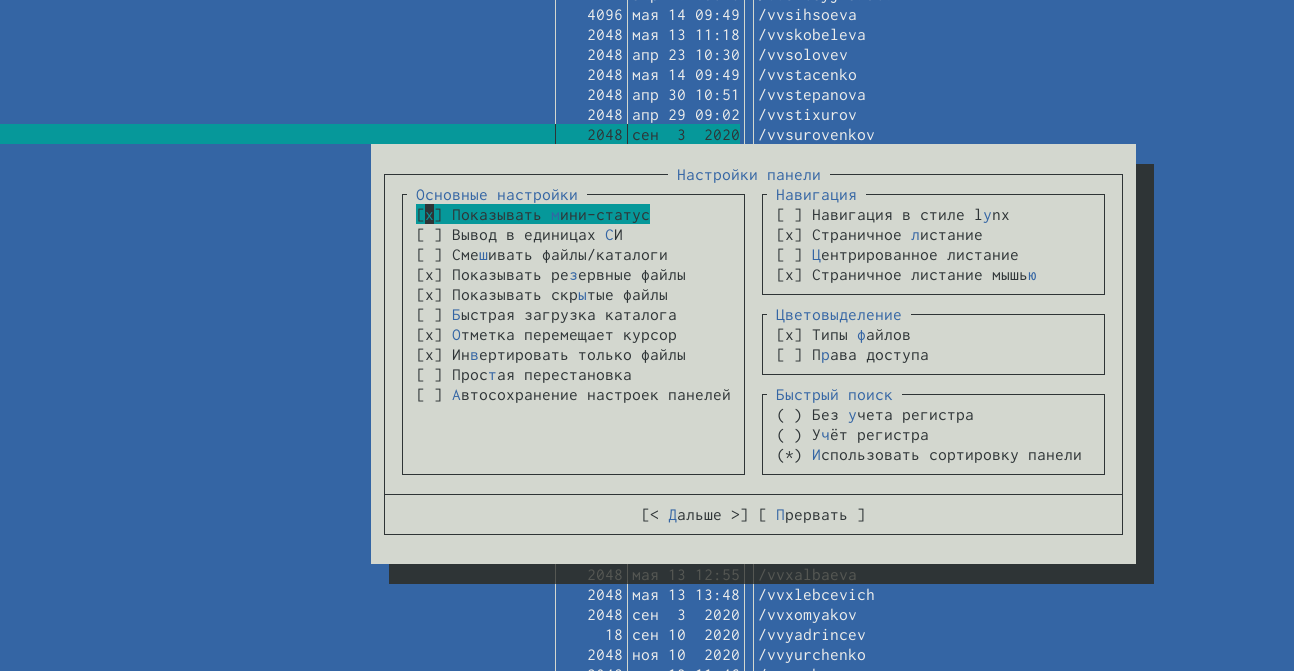 4096 мая 14 09:49 /vvsihsoeva
2048 мая 13 11:18 /vvskobeleva
2048 апр 23 10:30 /vvsolovev
2048 мая 14 09:49 /vvstacenko
2048 апр 30 10:51 /vvstepanova
2048 апр 29 09:02 /vvstixurov
2048 сен 3 2020 /vvsurovenkov
Настройки панели
Основные настройки
[x] Показывать мини-статус
[ ] Вывод в единицах СИ
[ ] Смешивать файлы/каталоги
[x] Показывать резервные файлы
[x] Показывать скрытые файлы
[ ] Быстрая загрузка каталога
[x] Отметка перемещает курсор
[x] Инвертировать только файлы
[ ] Простая перестановка
[ ] Автосохранение настроек панелей
Навигация
[ ] Навигация в стиле lynx
[x] Страничное листание
[ ] Центрированное листание
[x] Страничное листание мышью
Цветовыделение
[x] Типы файлов
[ ] Права доступа
Быстрый поиск
( ) Без учета регистра
( ) Учёт регистра
(*) Использовать сортировку панели
[< Дальше >] [ Прервать ]
2048 мая 13 12:55 /vvxalbaeva
2048 мая 13 13:48 /vvxlebcevich
2048 сен 3 2020 /vvxomyakov
18 сен 10 2020 /vvyadrincev
2048 ноя 10 2020 /vvyurchenko